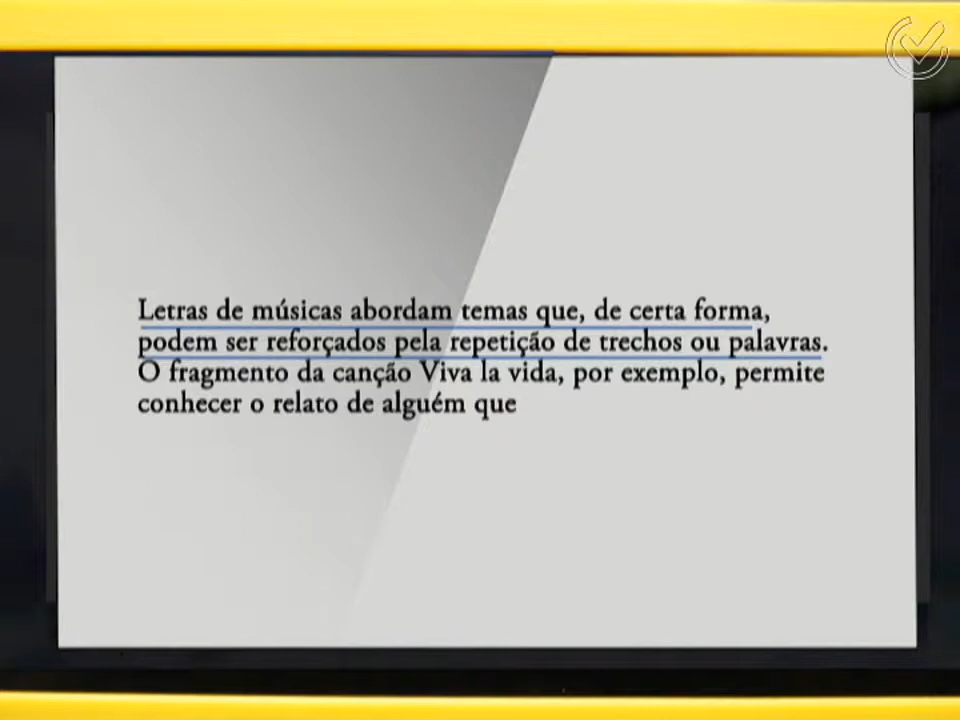 Letras de músicas abordam temas que, de certa forma,
podem ser reforçados pela repetição de trechos ou palavras.
O fragmento da canção Viva la vida, por exemplo, permite
conhecer o relato de alguém que